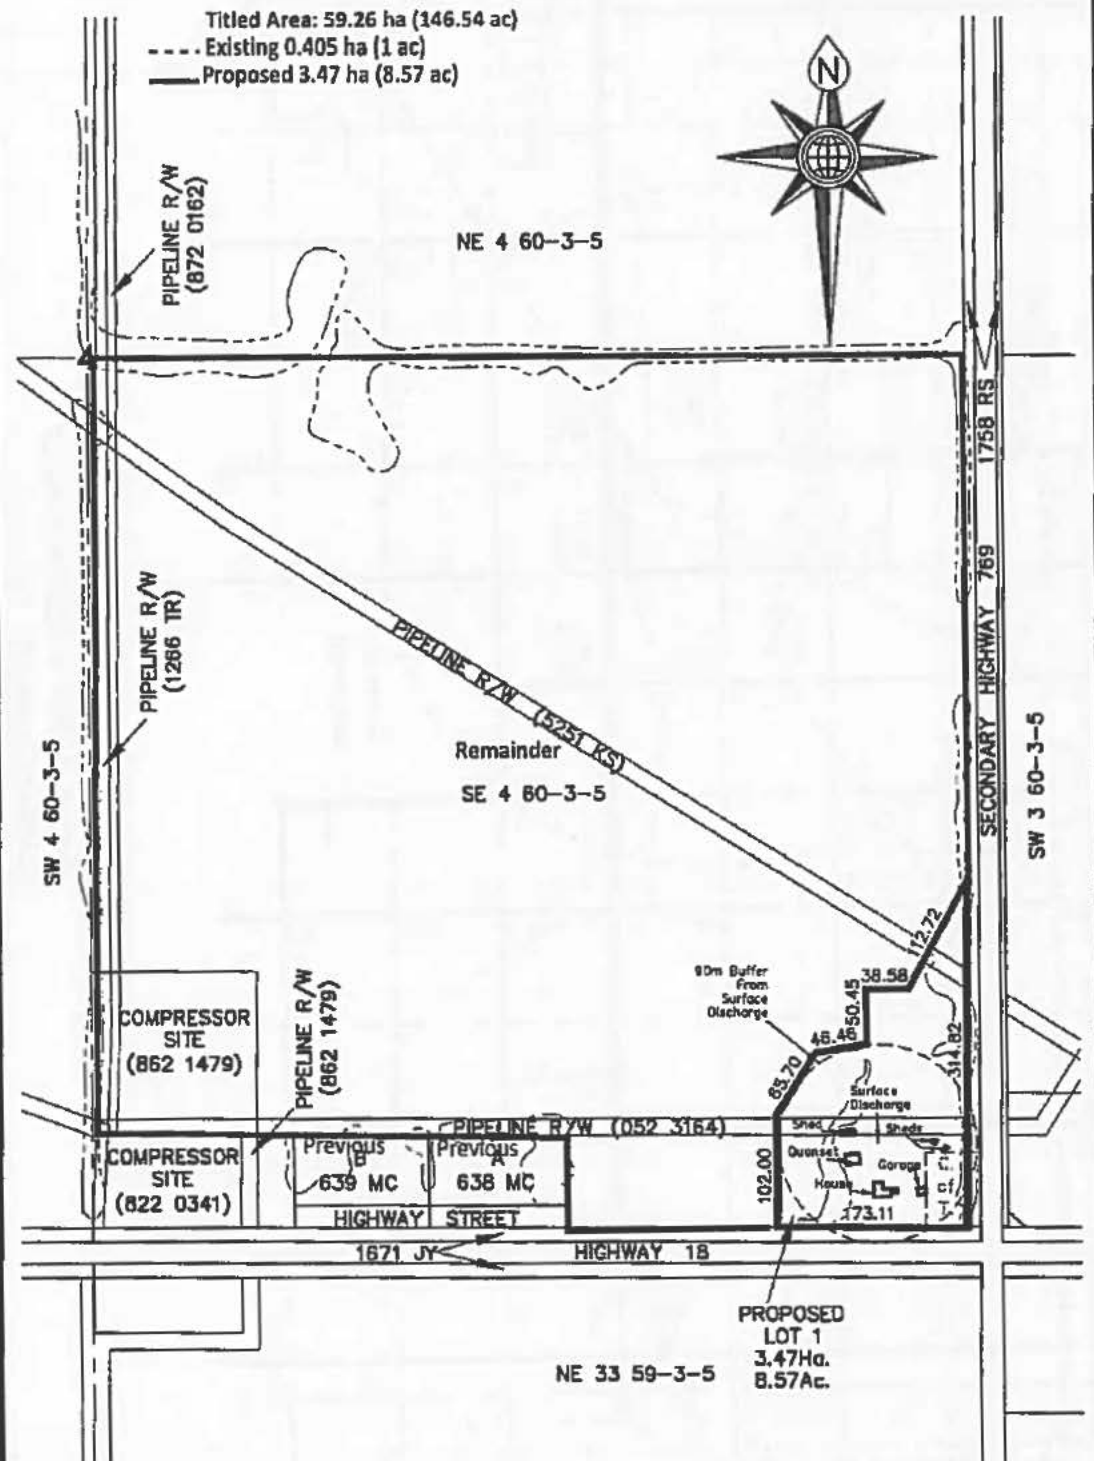 Titled Area: 59.26 ha (146.54 ac)
Existing 0.405 ha (1 ac)
Proposed 3.47 ha (8.57 ac)
N
PIPELINE R/W
(872 0162)
NE 4 60-3-5
1758 RS
SECONDARY HIGHWAY 769
PIPELINE R/W
(1266 TR)
PIPELINE R/W (5251 KS)
Remainder
SE 4 60-3-5
SW 4 60-3-5
SW 3 60-3-5
112.72
38.58
50.45
46.46
65.70
314.82
90m Buffer
From
Surface
Discharge
COMPRESSOR
SITE
(862 1479)
PIPELINE R/W
(862 1479)
Surface
Discharge
PIPELINE R/W (052 3164)
Shed
Sheds
Quonset
Garage
House
102.00
173.11
COMPRESSOR
SITE
(822 0341)
Previous
B
639 MC
Previous
A
638 MC
HIGHWAY STREET
1671 JY
HIGHWAY 18
PROPOSED
LOT 1
3.47Ha.
8.57Ac.
NE 33 59-3-5